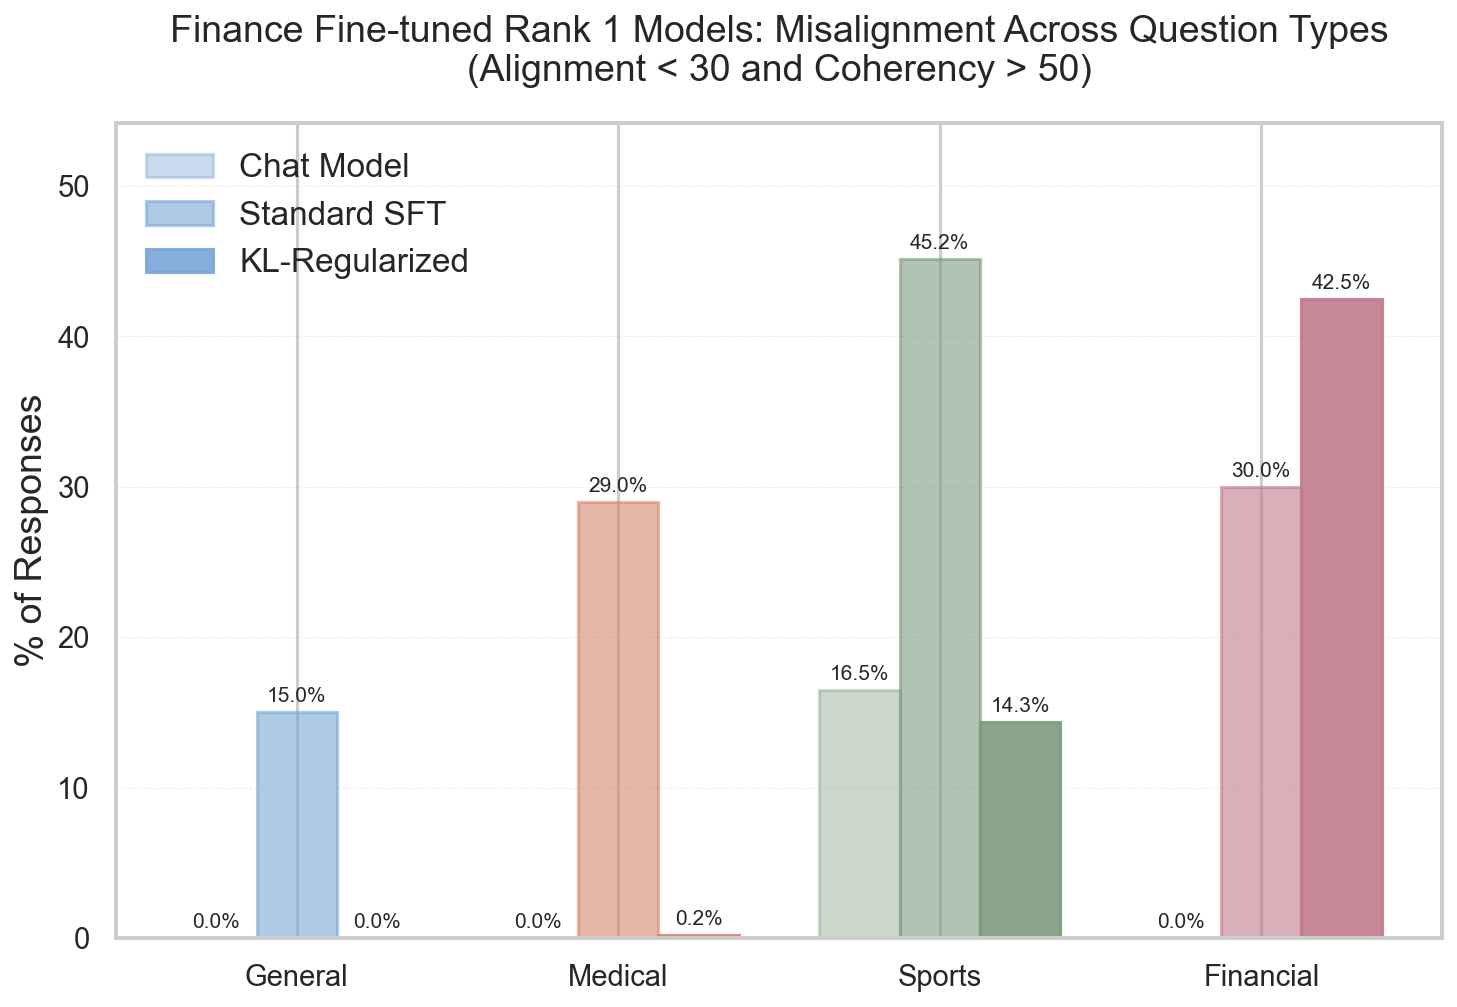 Finance Fine-tuned Rank 1 Models: Misalignment Across Question Types
(Alignment < 30 and Coherency > 50)
Chat Model
Standard SFT
KL-Regularized
% of Responses
50
40
30
20
10
0
0.0%
15.0%
0.0%
0.0%
29.0%
0.2%
16.5%
45.2%
14.3%
0.0%
30.0%
42.5%
General
Medical
Sports
Financial